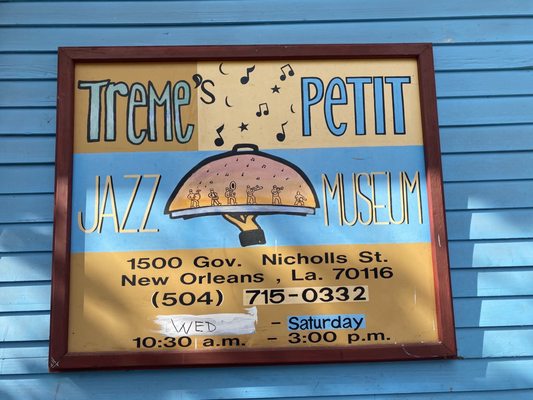 TREME'S PETIT
JAZZ MUSEUM
1500 Gov. Nicholls St.
New Orleans , La. 70116
(504) 715-0332
WED - Saturday
10:30 a.m. - 3:00 p.m.